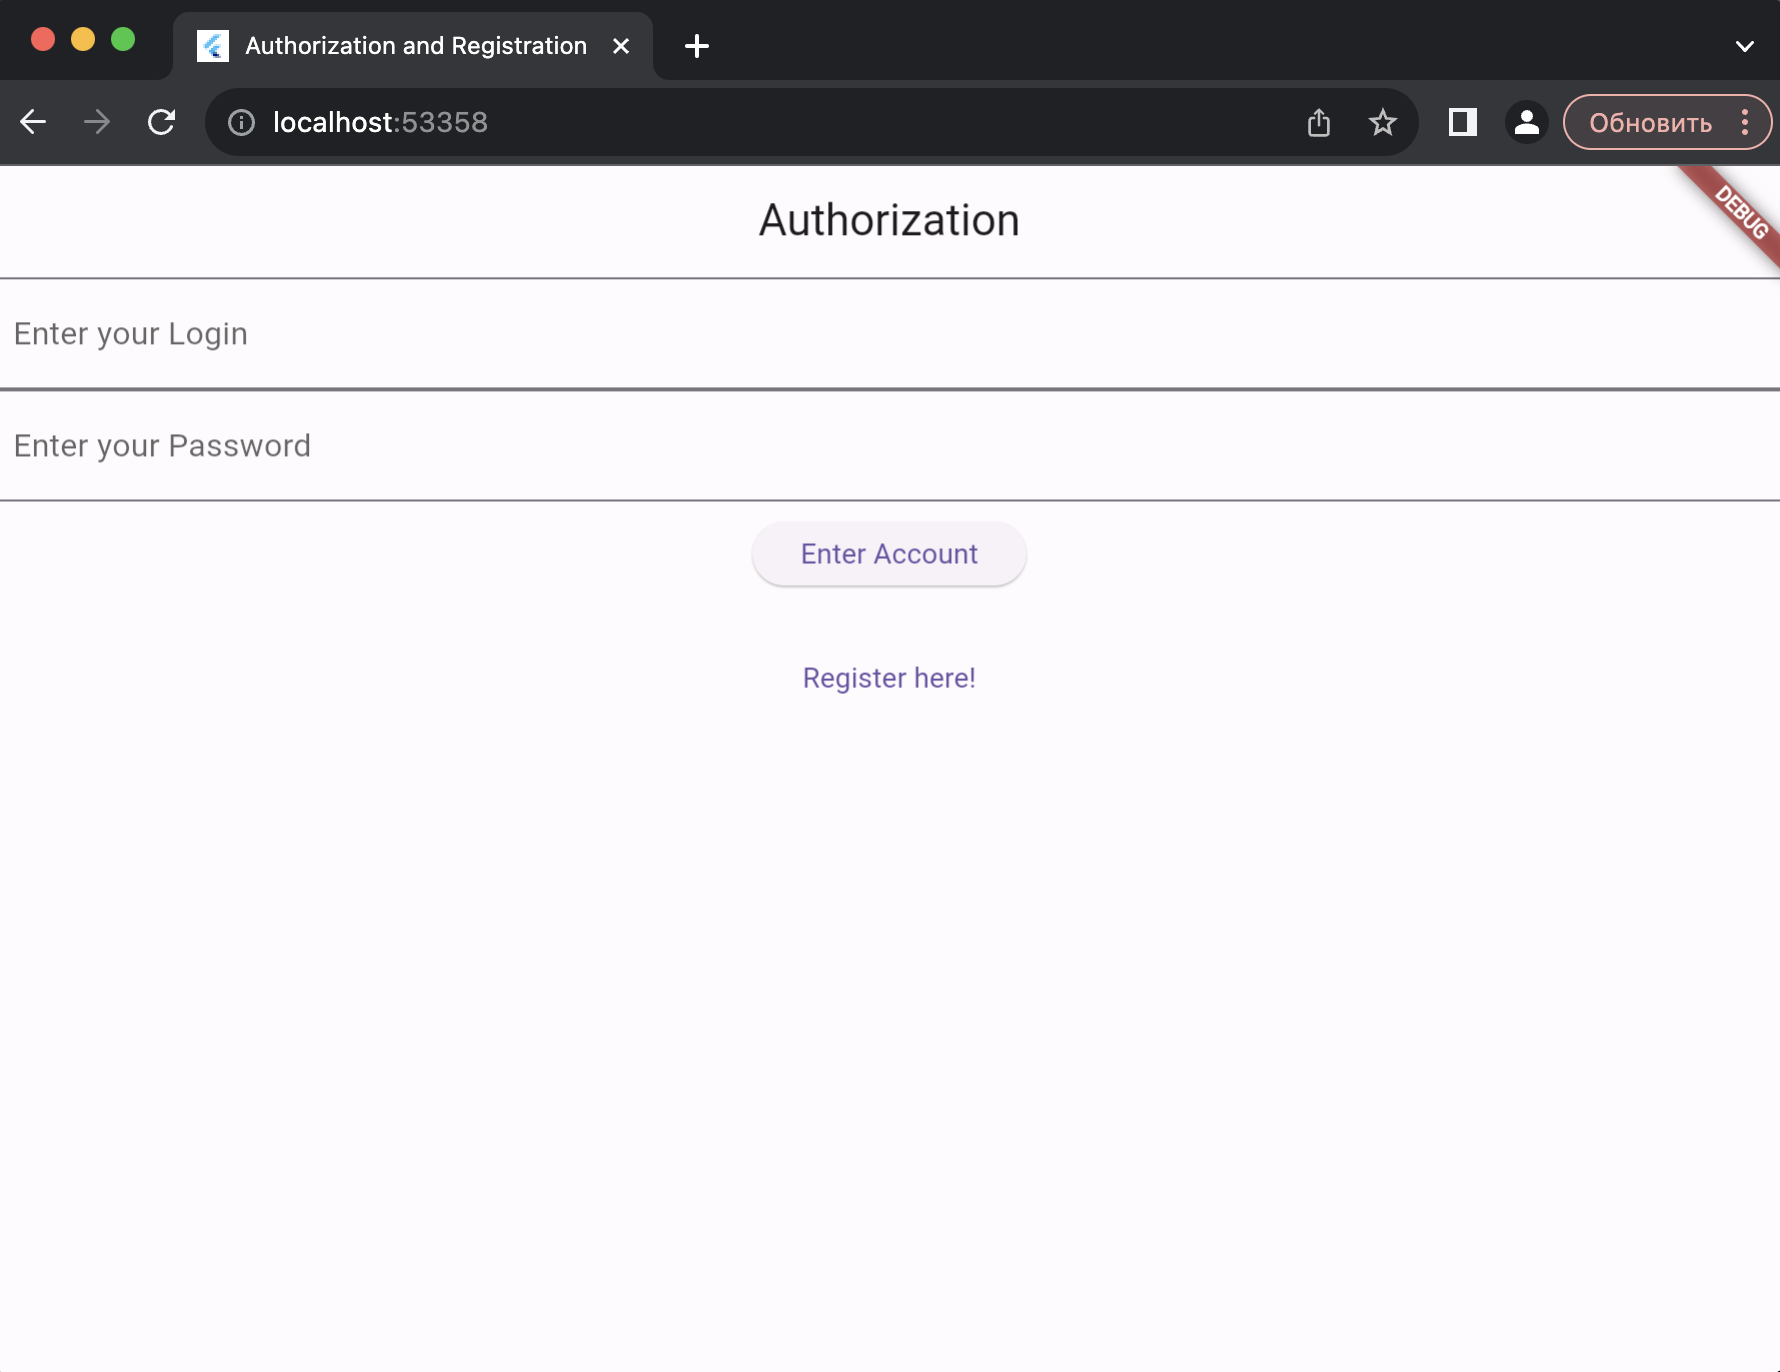 Authorization and Registration
localhost:53358
Обновить
DEBUG
Authorization
Enter your Login
Enter your Password
Enter Account
Register here!